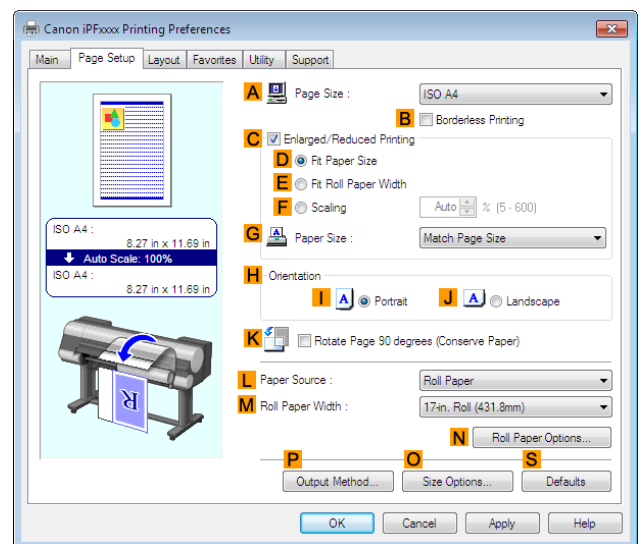 Canon iPFxxxx Printing Preferences
Main Page Setup Layout Favorites Utility Support
A Page Size : ISO A4
B Borderless Printing
C Enlarged/Reduced Printing
D Fit Paper Size
E Fit Roll Paper Width
F Scaling Auto % (5 - 600)
G A Paper Size : Match Page Size
ISO A4 :
8.27 in x 11.69 in
Auto Scale: 100%
ISO A4 :
8.27 in x 11.69 in
H Orientation
I A Portrait J A Landscape
K Rotate Page 90 degrees (Conserve Paper)
R
L Paper Source : Roll Paper
M Roll Paper Width : 17-in. Roll (431.8mm)
N Roll Paper Options...
P O S
Output Method... Size Options... Defaults
OK Cancel Apply Help